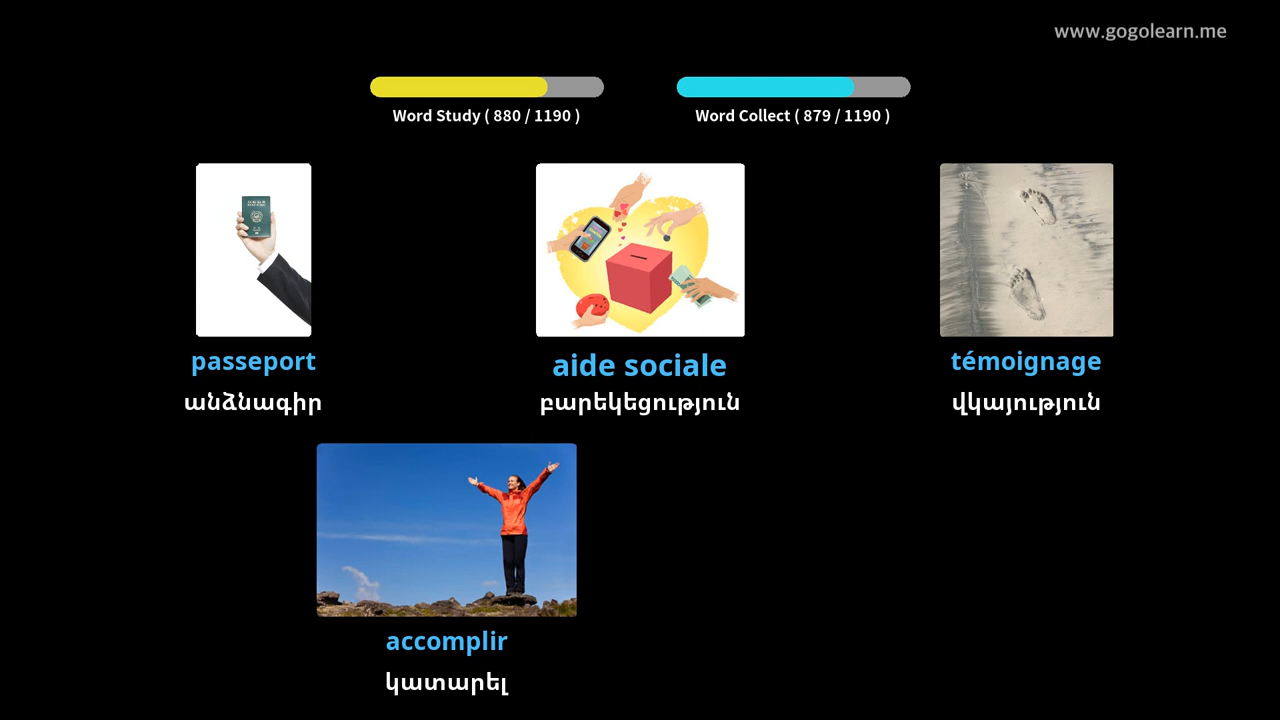 www.gogolearn.me
Word Study ( 880 / 1190 )
Word Collect ( 879 / 1190 )
passeport
անձնագիր
aide sociale
բարեկեցություն
témoignage
վկայություն
accomplir
կատարել